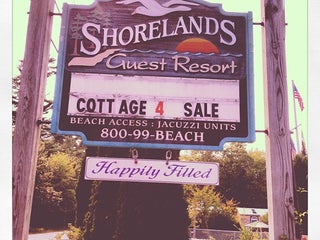 SHORELANDS
Guest Resort
COTTAGE 4 SALE
BEACH ACCESS : JACUZZI UNITS
800-99-BEACH
Happily Filled